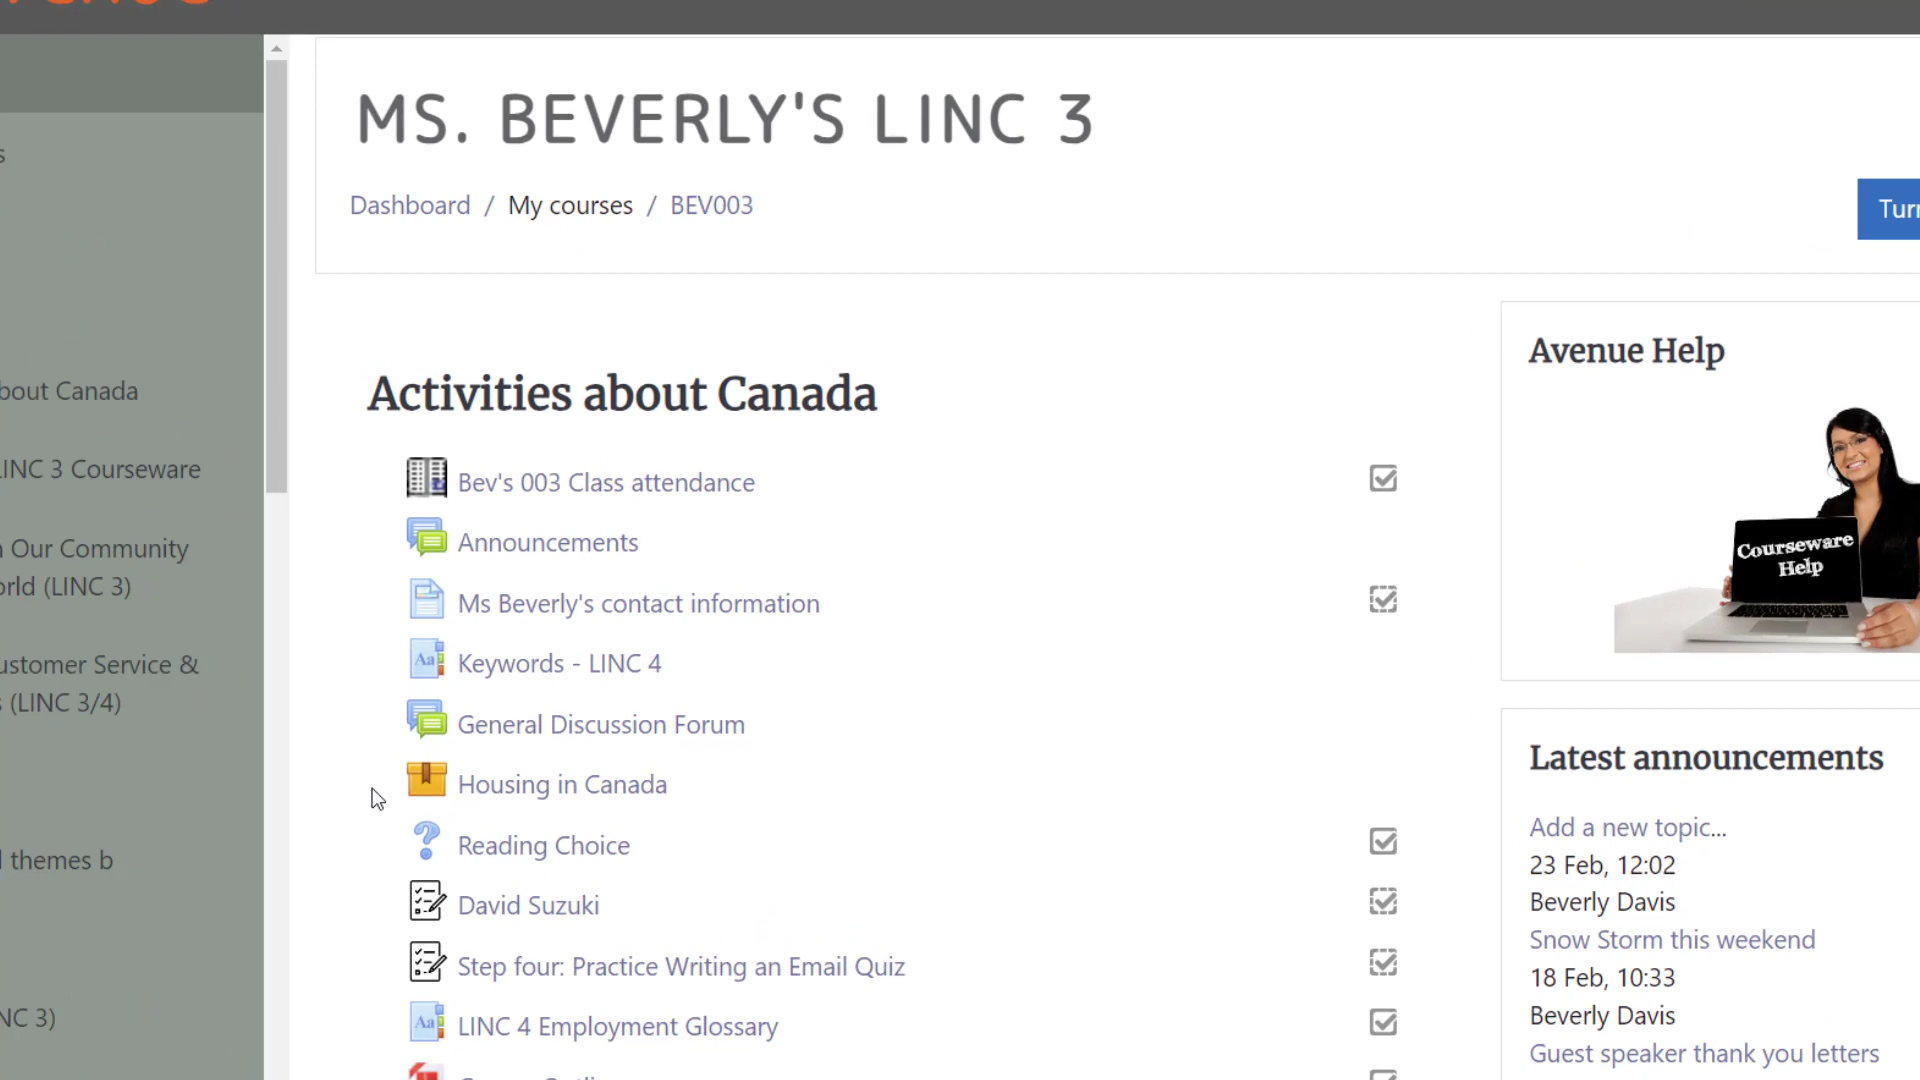 MS. BEVERLY'S LINC 3
Dashboard / My courses / BEV003
Turn
s
bout Canada
LINC 3 Courseware
n Our Community
orld (LINC 3)
ustomer Service &
s (LINC 3/4)
l themes b
NC 3)
Activities about Canada
Bev's 003 Class attendance
Announcements
Ms Beverly's contact information
Aa
Keywords - LINC 4
General Discussion Forum
Housing in Canada
Reading Choice
David Suzuki
Step four: Practice Writing an Email Quiz
Aa
LINC 4 Employment Glossary
Avenue Help
Courseware
Help
Latest announcements
Add a new topic...
23 Feb, 12:02
Beverly Davis
Snow Storm this weekend
18 Feb, 10:33
Beverly Davis
Guest speaker thank you letters